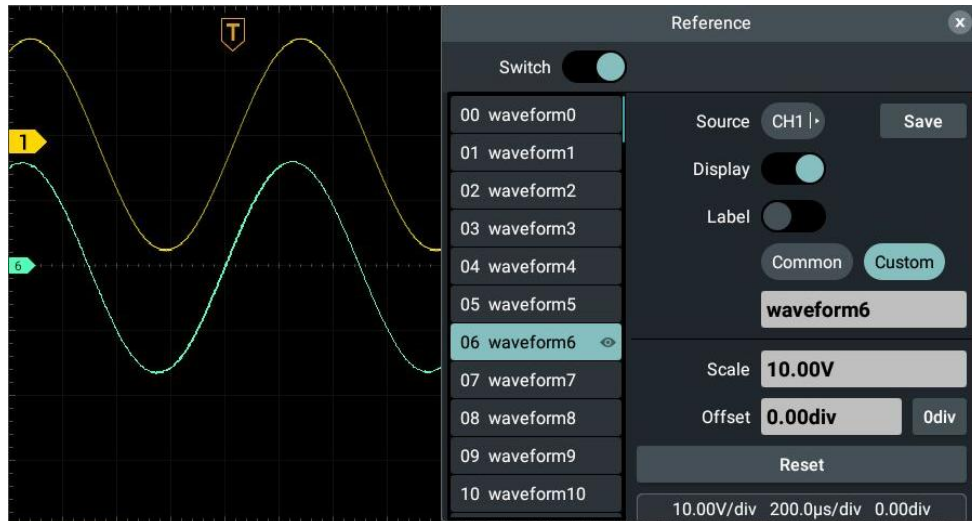 T
1
6
Reference
x
Switch
00 waveform0
01 waveform1
02 waveform2
03 waveform3
04 waveform4
05 waveform5
06 waveform6
07 waveform7
08 waveform8
09 waveform9
10 waveform10
Source CH1 Save
Display
Label
Common Custom
waveform6
Scale 10.00V
Offset 0.00div 0div
Reset
10.00V/div 200.0µs/div 0.00div